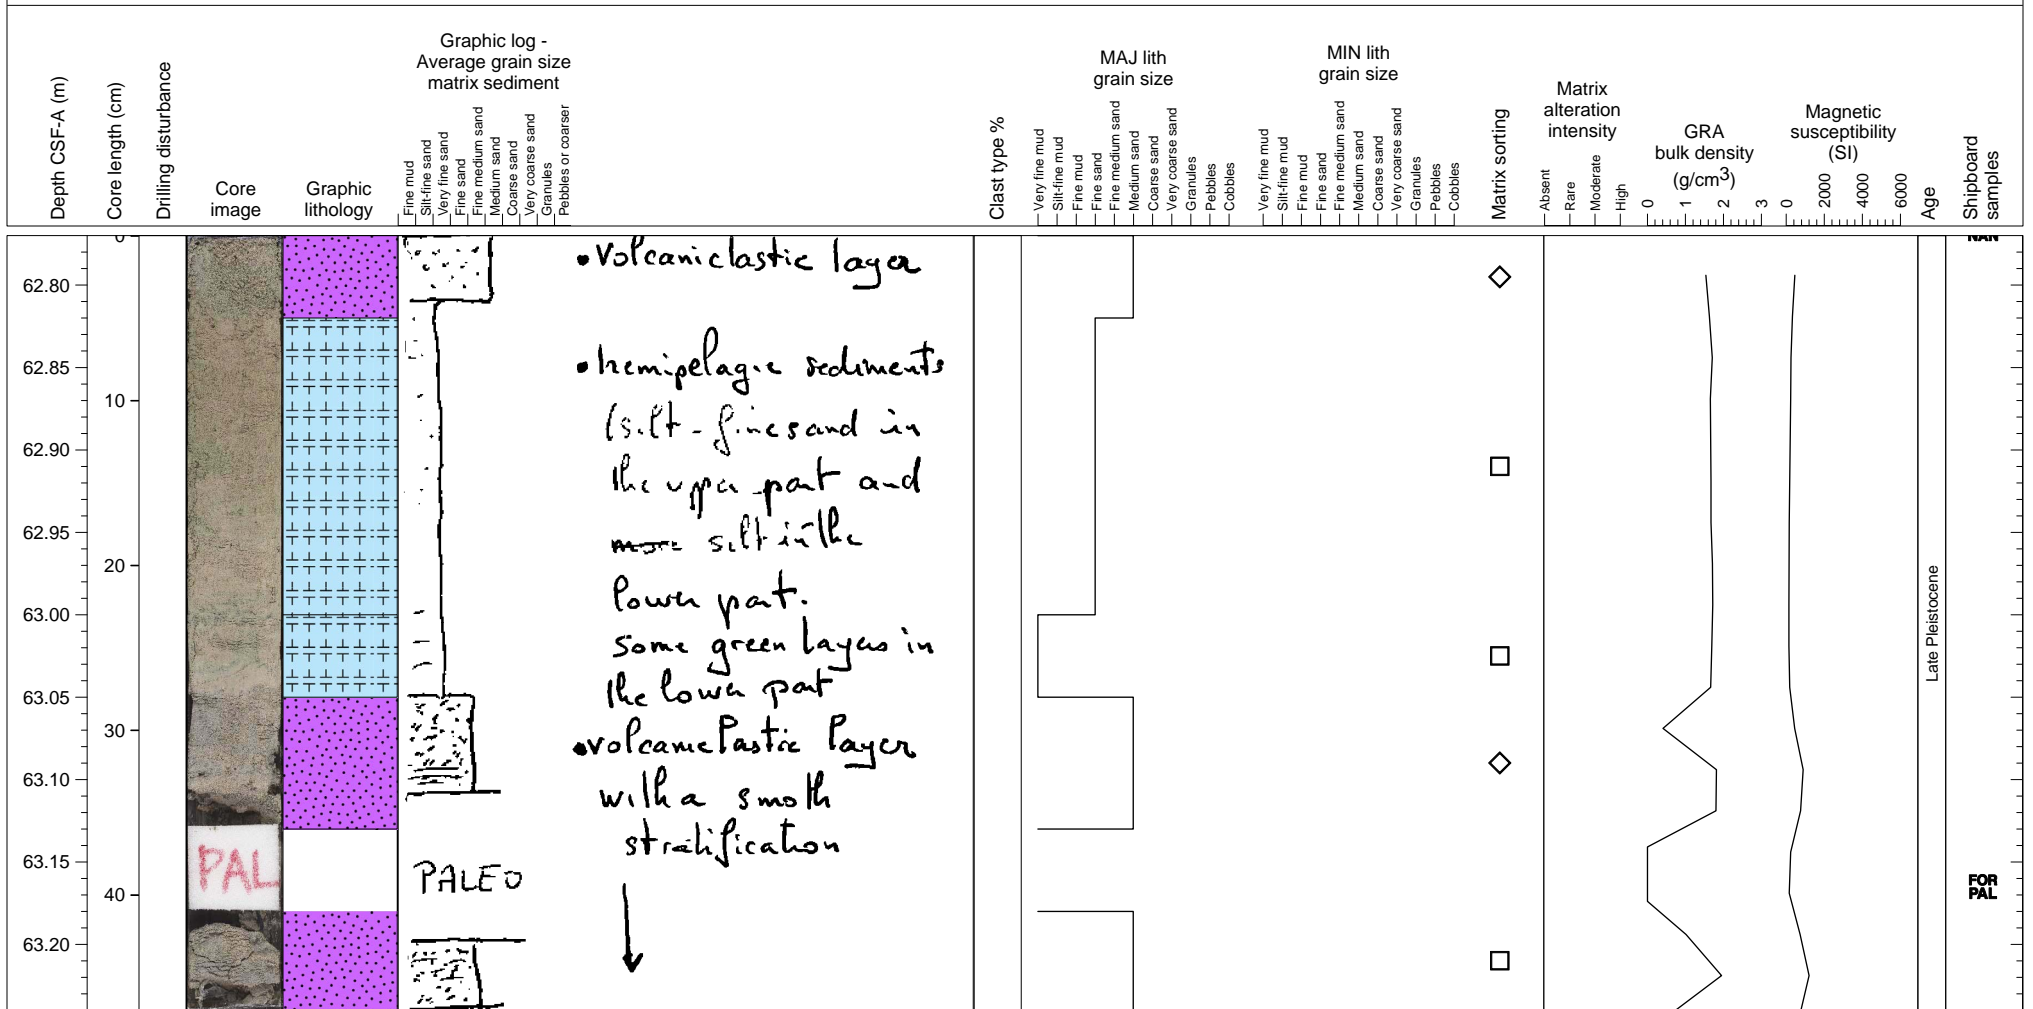 Graphic log -
Average grain size
matrix sediment
MAJ lith
grain size
MIN lith
grain size
Matrix
alteration
intensity
GRA
bulk density
(g/cm3)
Magnetic
susceptibility
(SI)
Depth CSF-A (m)
Core length (cm)
Drilling disturbance
Core
image
Graphic
lithology
Fine mud
Silt-fine sand
Very fine sand
Fine sand
Fine medium sand
Medium sand
Coarse sand
Very coarse sand
Granules
Pebbles or coarser
Clast type %
Very fine mud
Silt-fine mud
Fine mud
Fine sand
Fine medium sand
Medium sand
Coarse sand
Very coarse sand
Granules
Pebbles
Cobbles
Very fine mud
Silt-fine mud
Fine mud
Fine sand
Fine medium sand
Medium sand
Coarse sand
Very coarse sand
Granules
Pebbles
Cobbles
Matrix sorting
Absent
Rare
Moderate
High
0 1 2 3
0 2000 4000 6000
Age
Shipboard
samples
0
NAN
• Volcaniclastic layer
62.80
• hemipelagic sediments
62.85
10
(silt - fine sand in
62.90
the upper part and
more silt in the
62.95
20
lower part.
63.00
some green layers in
the lower part
63.05
• volcaniclastic layer
30
63.10
with a smoth
stratification
63.15
PAL
PALEO
40
FOR
PAL
63.20
Late Pleistocene